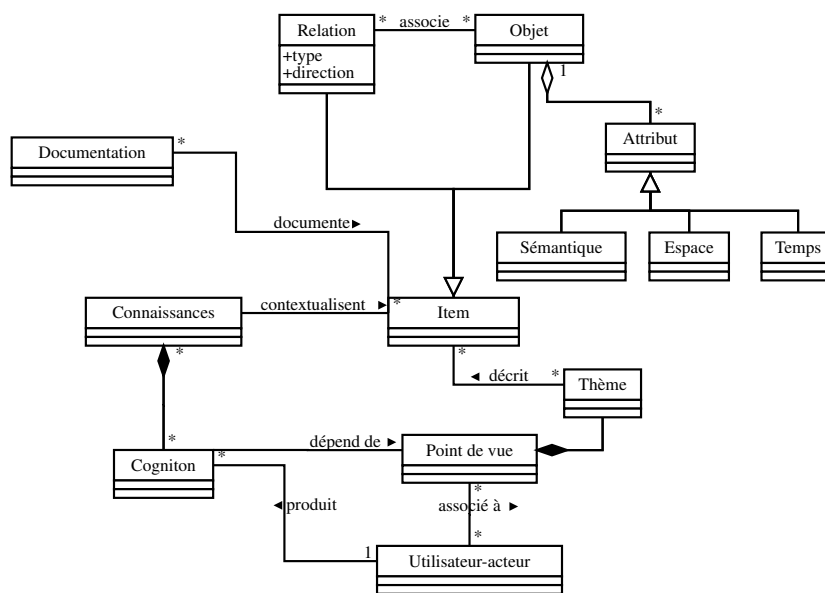 Relation
* associe *
Objet
+type
+direction
1
*
Attribut
Documentation
*
documente►
Sémantique
Espace
Temps
Connaissances
contextualisent ►
*
Item
*
*
◄ décrit
*
Thème
*
Cogniton
*
dépend de ►
Point de vue
*
◄produit
associé à ►
*
1
Utilisateur-acteur